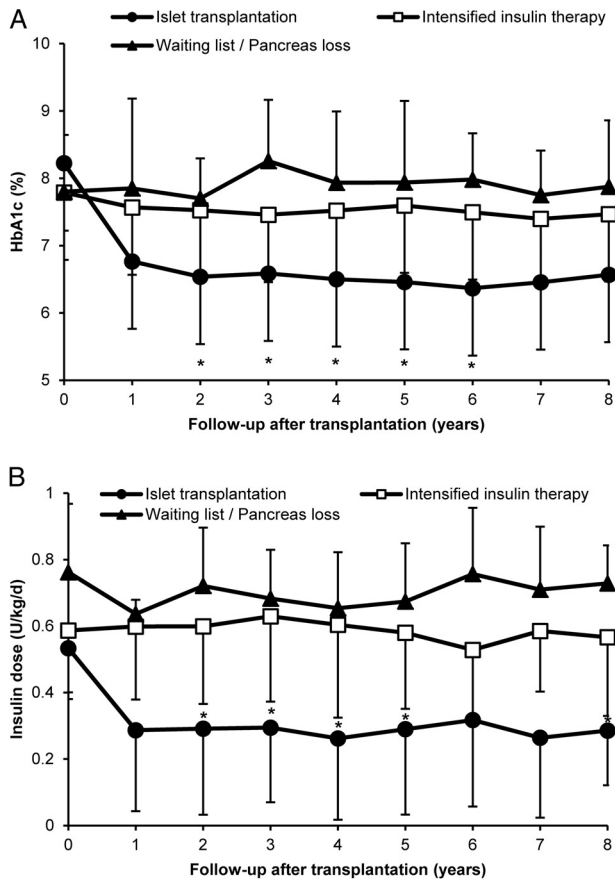 A
Islet transplantation
Intensified insulin therapy
Waiting list / Pancreas loss
10
9
8
7
6
5
HbA1c (%)
* * * * *
0 1 2 3 4 5 6 7 8
Follow-up after transplantation (years)
B
Islet transplantation
Intensified insulin therapy
Waiting list / Pancreas loss
1
0.8
0.6
0.4
0.2
0
Insulin dose (U/kg/d)
* * * * *
0 1 2 3 4 5 6 7 8
Follow-up after transplantation (years)